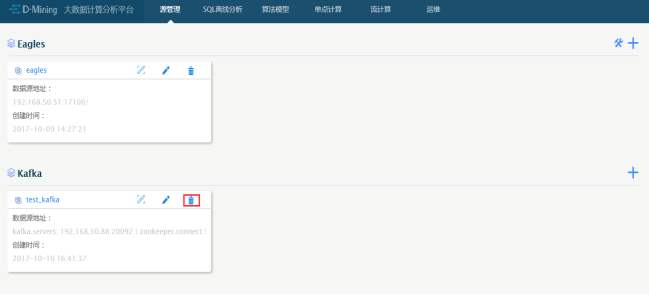 D-Mining 大数据计算分析平台 源管理 SQL离线分析 算法模型 单点计算 流计算 运维
Eagles
eagles
数据源地址：
192.168.50.51:17100/
创建时间：
2017-10-09 14:27:21
Kafka
test_kafka
数据源地址：
kafka.servers: 192.168.50.88:20092 | zookeeper.connect
创建时间：
2017-10-10 16:41:37